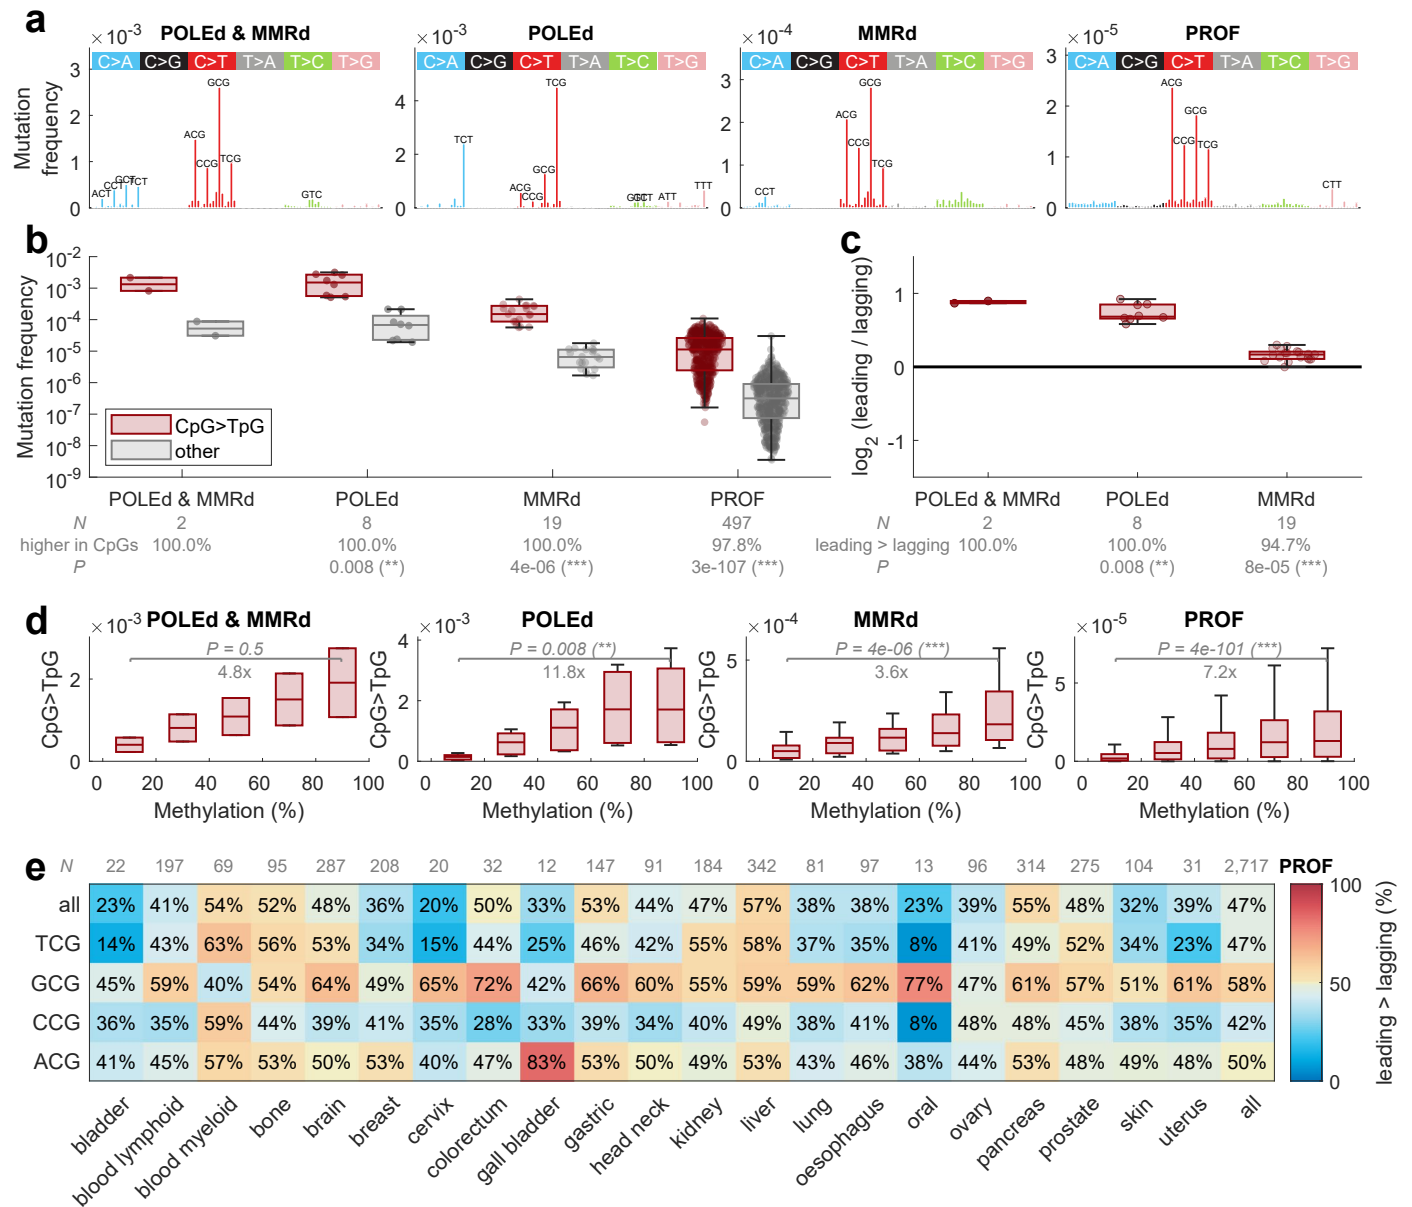 a
×10⁻³ POLEd & MMRd
C>A C>G C>T T>A T>C T>G
Mutation frequency
3
2
1
0
ACT CCT GCT TCT ACG CCG GCG TCG GTC
×10⁻³ POLEd
C>A C>G C>T T>A T>C T>G
4
2
0
TCT ACG CCG GCG TCG GCT ATT TTT
×10⁻⁴ MMRd
C>A C>G C>T T>A T>C T>G
3
2
1
0
CCT ACG CCG GCG TCG
×10⁻⁵ PROF
C>A C>G C>T T>A T>C T>G
3
2
1
0
ACG CCG GCG TCG CTT
b
Mutation frequency
10⁻²
10⁻³
10⁻⁴
10⁻⁵
10⁻⁶
10⁻⁷
10⁻⁸
10⁻⁹
CpG>TpG
other
POLEd & MMRd POLEd MMRd PROF
N 2 8 19 497
higher in CpGs 100.0% 100.0% 100.0% 97.8%
P 0.008 (**) 4e-06 (***) 3e-107 (***)
c
log₂ (leading / lagging)
1
0
-1
POLEd & MMRd POLEd MMRd
N 2 8 19
leading > lagging 100.0% 100.0% 94.7%
P 0.008 (**) 8e-05 (***)
d
×10⁻³ POLEd & MMRd
CpG>TpG
2
0
P = 0.5
4.8x
0 20 40 60 80 100
Methylation (%)
×10⁻³ POLEd
CpG>TpG
4
2
0
P = 0.008 (**)
11.8x
0 20 40 60 80 100
Methylation (%)
×10⁻⁴ MMRd
CpG>TpG
5
0
P = 4e-06 (***)
3.6x
0 20 40 60 80 100
Methylation (%)
×10⁻⁵ PROF
CpG>TpG
5
0
P = 4e-101 (***)
7.2x
0 20 40 60 80 100
Methylation (%)
e
N 22 197 69 95 287 208 20 32 12 147 91 184 342 81 97 13 96 314 275 104 31 2,717 PROF
all 23% 41% 54% 52% 48% 36% 20% 50% 33% 53% 44% 47% 57% 38% 38% 23% 39% 55% 48% 32% 39% 47%
TCG 14% 43% 63% 56% 53% 34% 15% 44% 25% 46% 42% 55% 58% 37% 35% 8% 41% 49% 52% 34% 23% 47%
GCG 45% 59% 40% 54% 64% 49% 65% 72% 42% 66% 60% 55% 59% 59% 62% 77% 47% 61% 57% 51% 61% 58%
CCG 36% 35% 59% 44% 39% 41% 35% 28% 33% 39% 34% 40% 49% 38% 41% 8% 48% 48% 45% 38% 35% 42%
ACG 41% 45% 57% 53% 50% 53% 40% 47% 83% 53% 50% 49% 53% 43% 46% 38% 44% 53% 48% 49% 48% 50%
bladder blood lymphoid blood myeloid bone brain breast cervix colorectum gall bladder gastric head neck kidney liver lung oesophagus oral ovary pancreas prostate skin uterus all
100
50
0
leading > lagging (%)